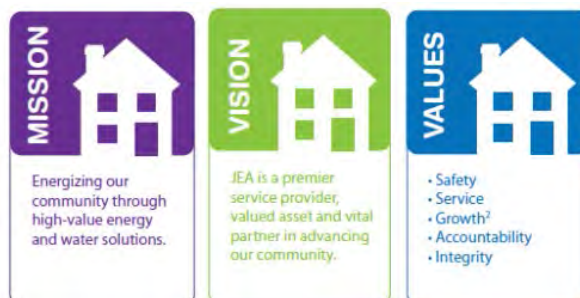 MISSION
Energizing our
community through
high-value energy
and water solutions.
VISION
JEA is a premier
service provider,
valued asset and vital
partner in advancing
our community.
VALUES
• Safety
• Service
• Growth²
• Accountability
• Integrity